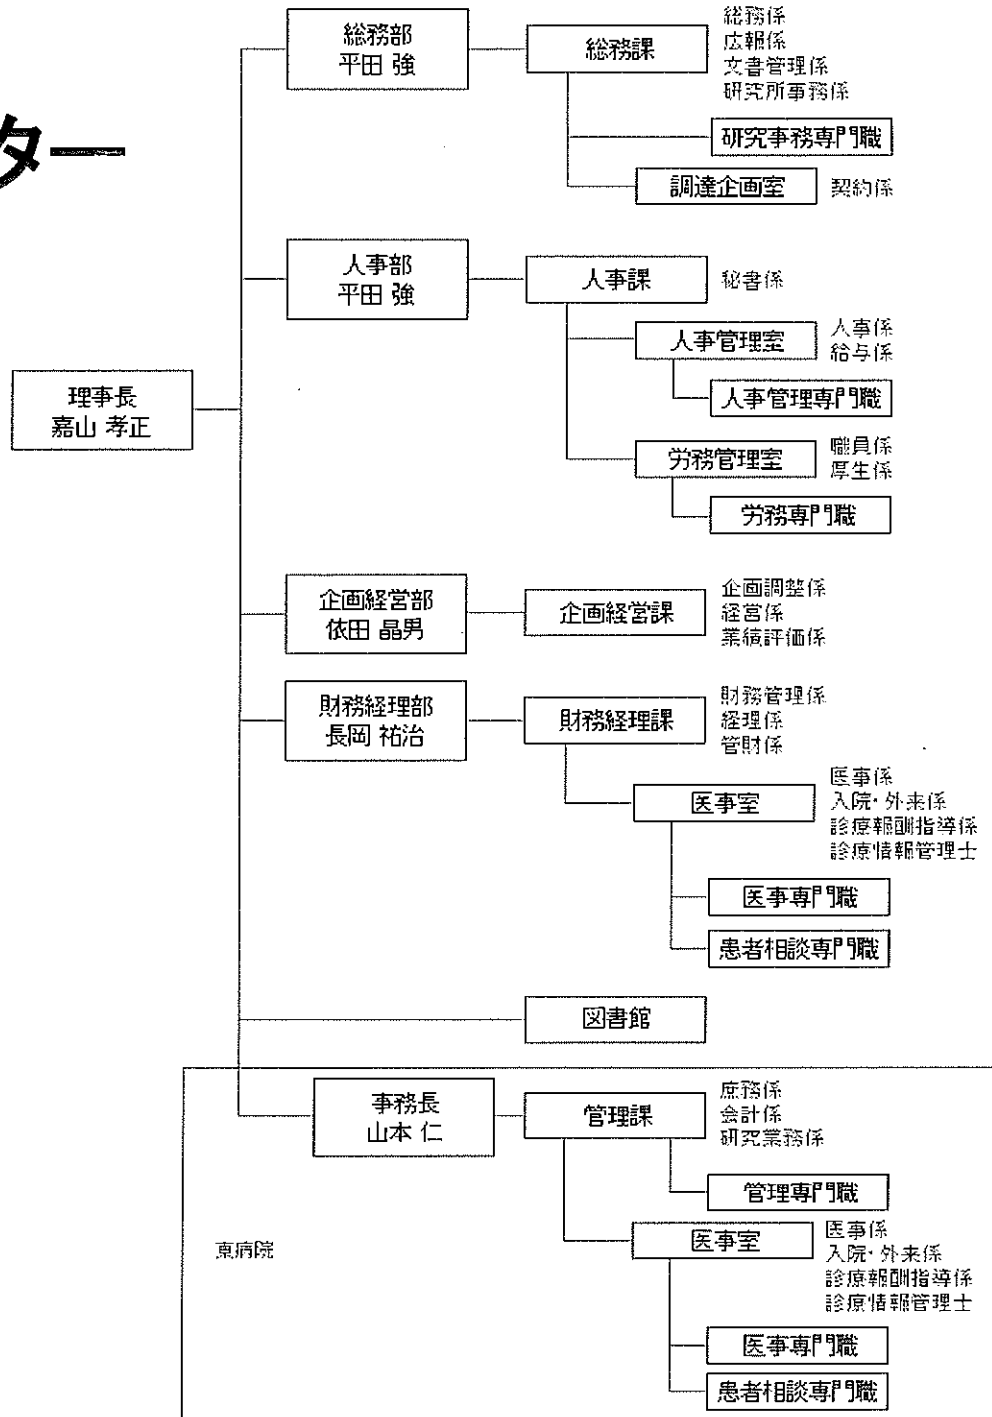 ター
理事長
嘉山 孝正
総務部
平田 強
総務課
総務係
広報係
文書管理係
研究所事務係
研究事務専門職
調達企画室
契約係
人事部
平田 強
人事課
秘書係
人事管理室
人事係
給与係
人事管理専門職
労務管理室
職員係
厚生係
労務専門職
企画経営部
依田 晶男
企画経営課
企画調整係
経営係
業績評価係
財務経理部
長岡 祐治
財務経理課
財務管理係
経理係
管財係
医事室
医事係
入院・外来係
診療報酬指導係
診療情報管理士
医事専門職
患者相談専門職
図書館
東病院
事務長
山本 仁
管理課
庶務係
会計係
研究業務係
管理専門職
医事室
医事係
入院・外来係
診療報酬指導係
診療情報管理士
医事専門職
患者相談専門職